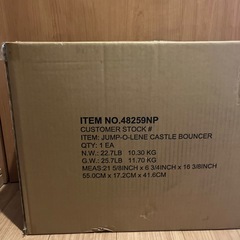 ITEM NO.48259NP
CUSTOMER STOCK #
ITEM: JUMP-O-LENE CASTLE BOUNCER
QTY: 1 EA
N.W.: 22.7LB 10.30 KG
G.W.: 25.7LB 11.70 KG
MEAS:21 5/8INCH x 6 3/4INCH x 16 3/8INCH
55.0CM x 17.2CM x 41.6CM